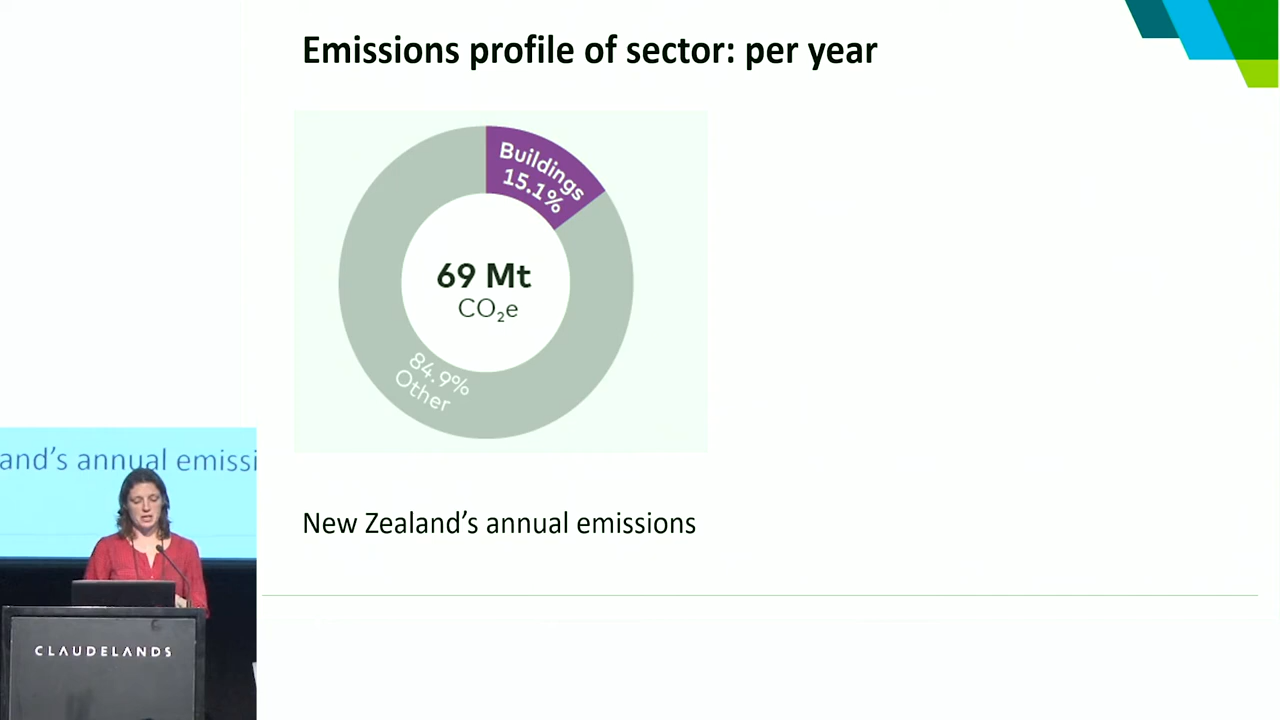 Emissions profile of sector: per year
Buildings
15.1%
69 Mt
CO₂e
84.9%
Other
New Zealand's annual emissions
and's annual emissi
CLAUDELANDS